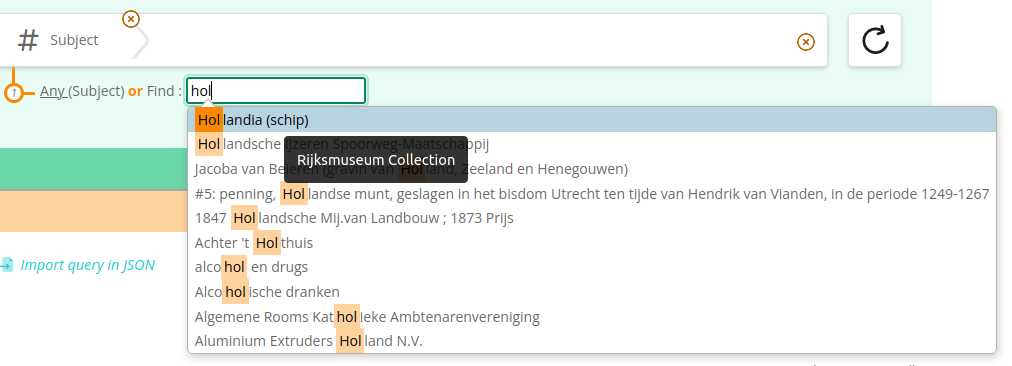 # Subject
1 Any (Subject) or Find : hol
Hollandia (schip)
Hollandsche IJzeren Spoorweg-Maatschappij
Rijksmuseum Collection
Jacoba van Beieren (gravin van Holland, Zeeland en Henegouwen)
#5: penning, Hollandse munt, geslagen in het bisdom Utrecht ten tijde van Hendrik van Vianden, in de periode 1249-1267
1847 Hollandsche Mij.van Landbouw ; 1873 Prijs
Achter 't Holthuis
alcohol en drugs
Alcoholische dranken
Import query in JSON
Algemene Rooms Katholieke Ambtenarenvereniging
Aluminium Extruders Holland N.V.